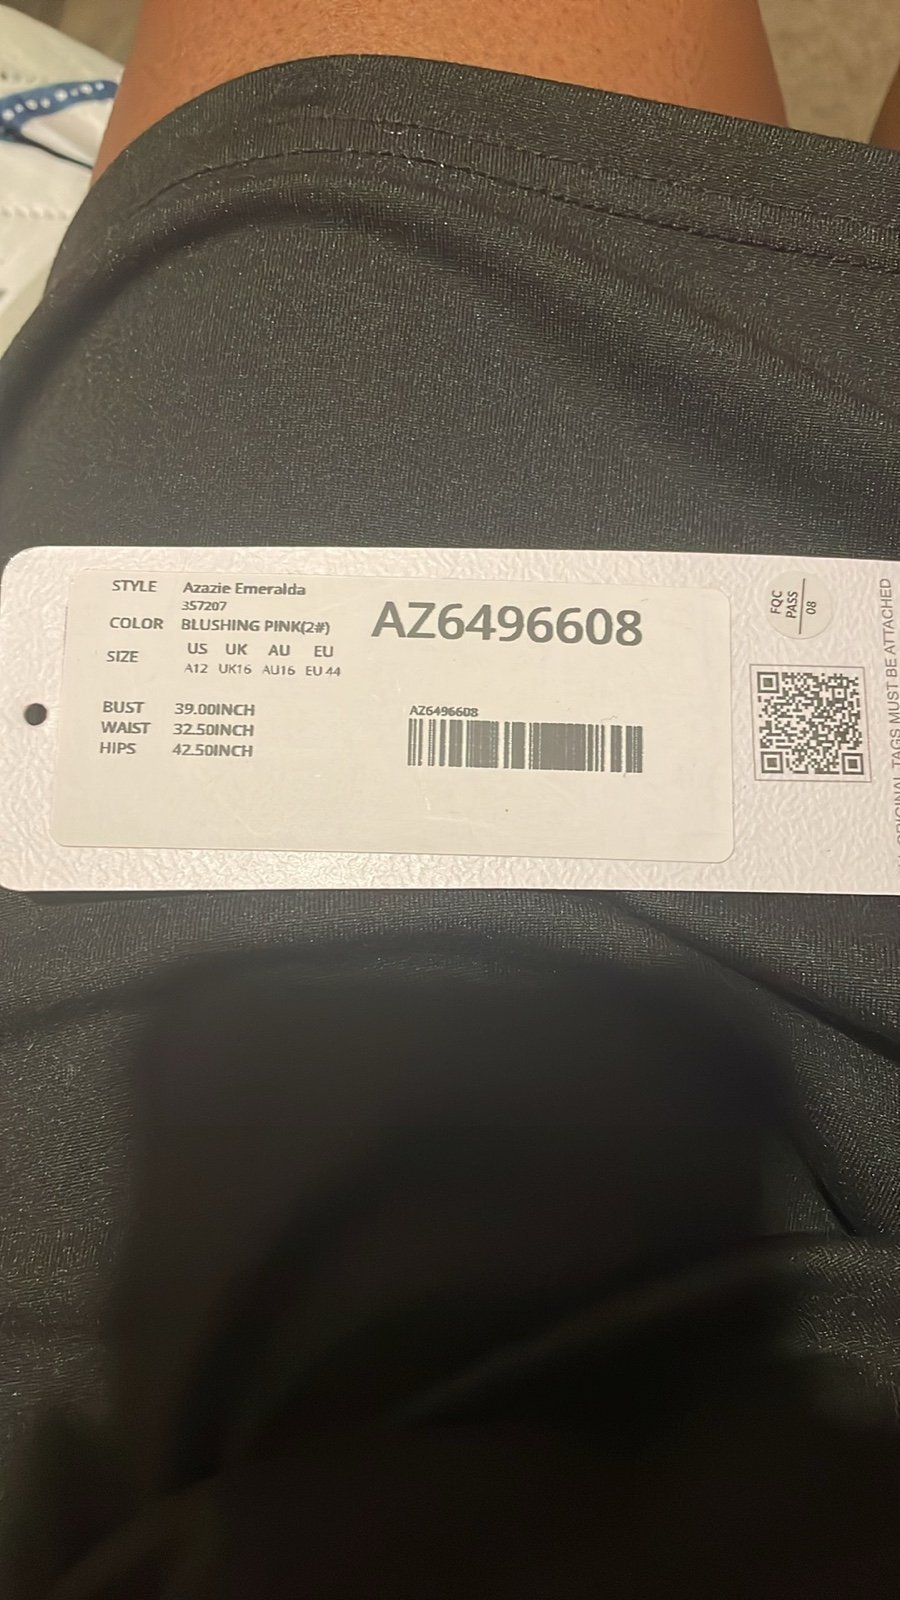 STYLE Azazie Emeralda
357207
COLOR BLUSHING PINK(2#)
SIZE US UK AU EU
A12 UK16 AU16 EU 44
BUST 39.00INCH
WAIST 32.50INCH
HIPS 42.50INCH
AZ6496608
AZ6496608
FQC
PASS
08
ORIGINAL TAGS MUST BE ATTACHED